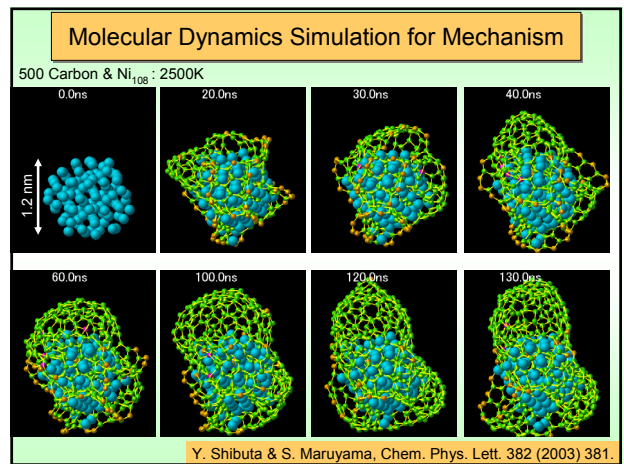 Molecular Dynamics Simulation for Mechanism
500 Carbon & Ni108 : 2500K
0.0ns
20.0ns
30.0ns
40.0ns
1.2 nm
60.0ns
100.0ns
120.0ns
130.0ns
Y. Shibuta & S. Maruyama, Chem. Phys. Lett. 382 (2003) 381.